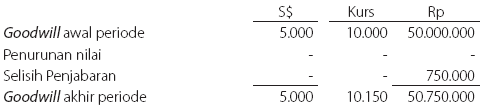 S$ Kurs Rp
Goodwill awal periode 5.000 10.000 50.000.000
Penurunan nilai - - -
Selisih Penjabaran - - 750.000
Goodwill akhir periode 5.000 10.150 50.750.000